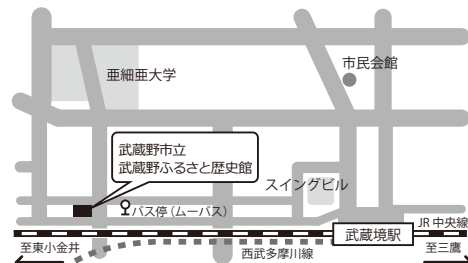 亜細亜大学
市民会館
武蔵野市立
武蔵野ふるさと歴史館
スイングビル
バス停（ムーバス）
JR中央線
武蔵境駅
至東小金井
西武多摩川線
至三鷹